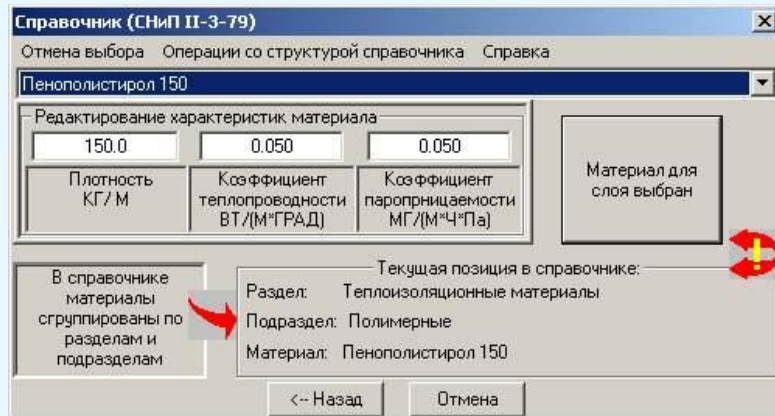 Справочник (СНиП II-3-79)
Отмена выбора Операции со структурой справочника Справка
Пенополистирол 150
Редактирование характеристик материала
150.0 0.050 0.050
Плотность
КГ/М
Коэффициент
теплопроводности
ВТ/(М*ГРАД)
Коэффициент
паропрницаемости
МГ/(М*Ч*Па)
Материал для
слоя выбран
В справочнике
материалы
сгруппированы по
разделам и
подразделам
Текущая позиция в справочнике:
Раздел: Теплоизоляционные материалы
Подраздел: Полимерные
Материал: Пенополистирол 150
<-- Назад Отмена